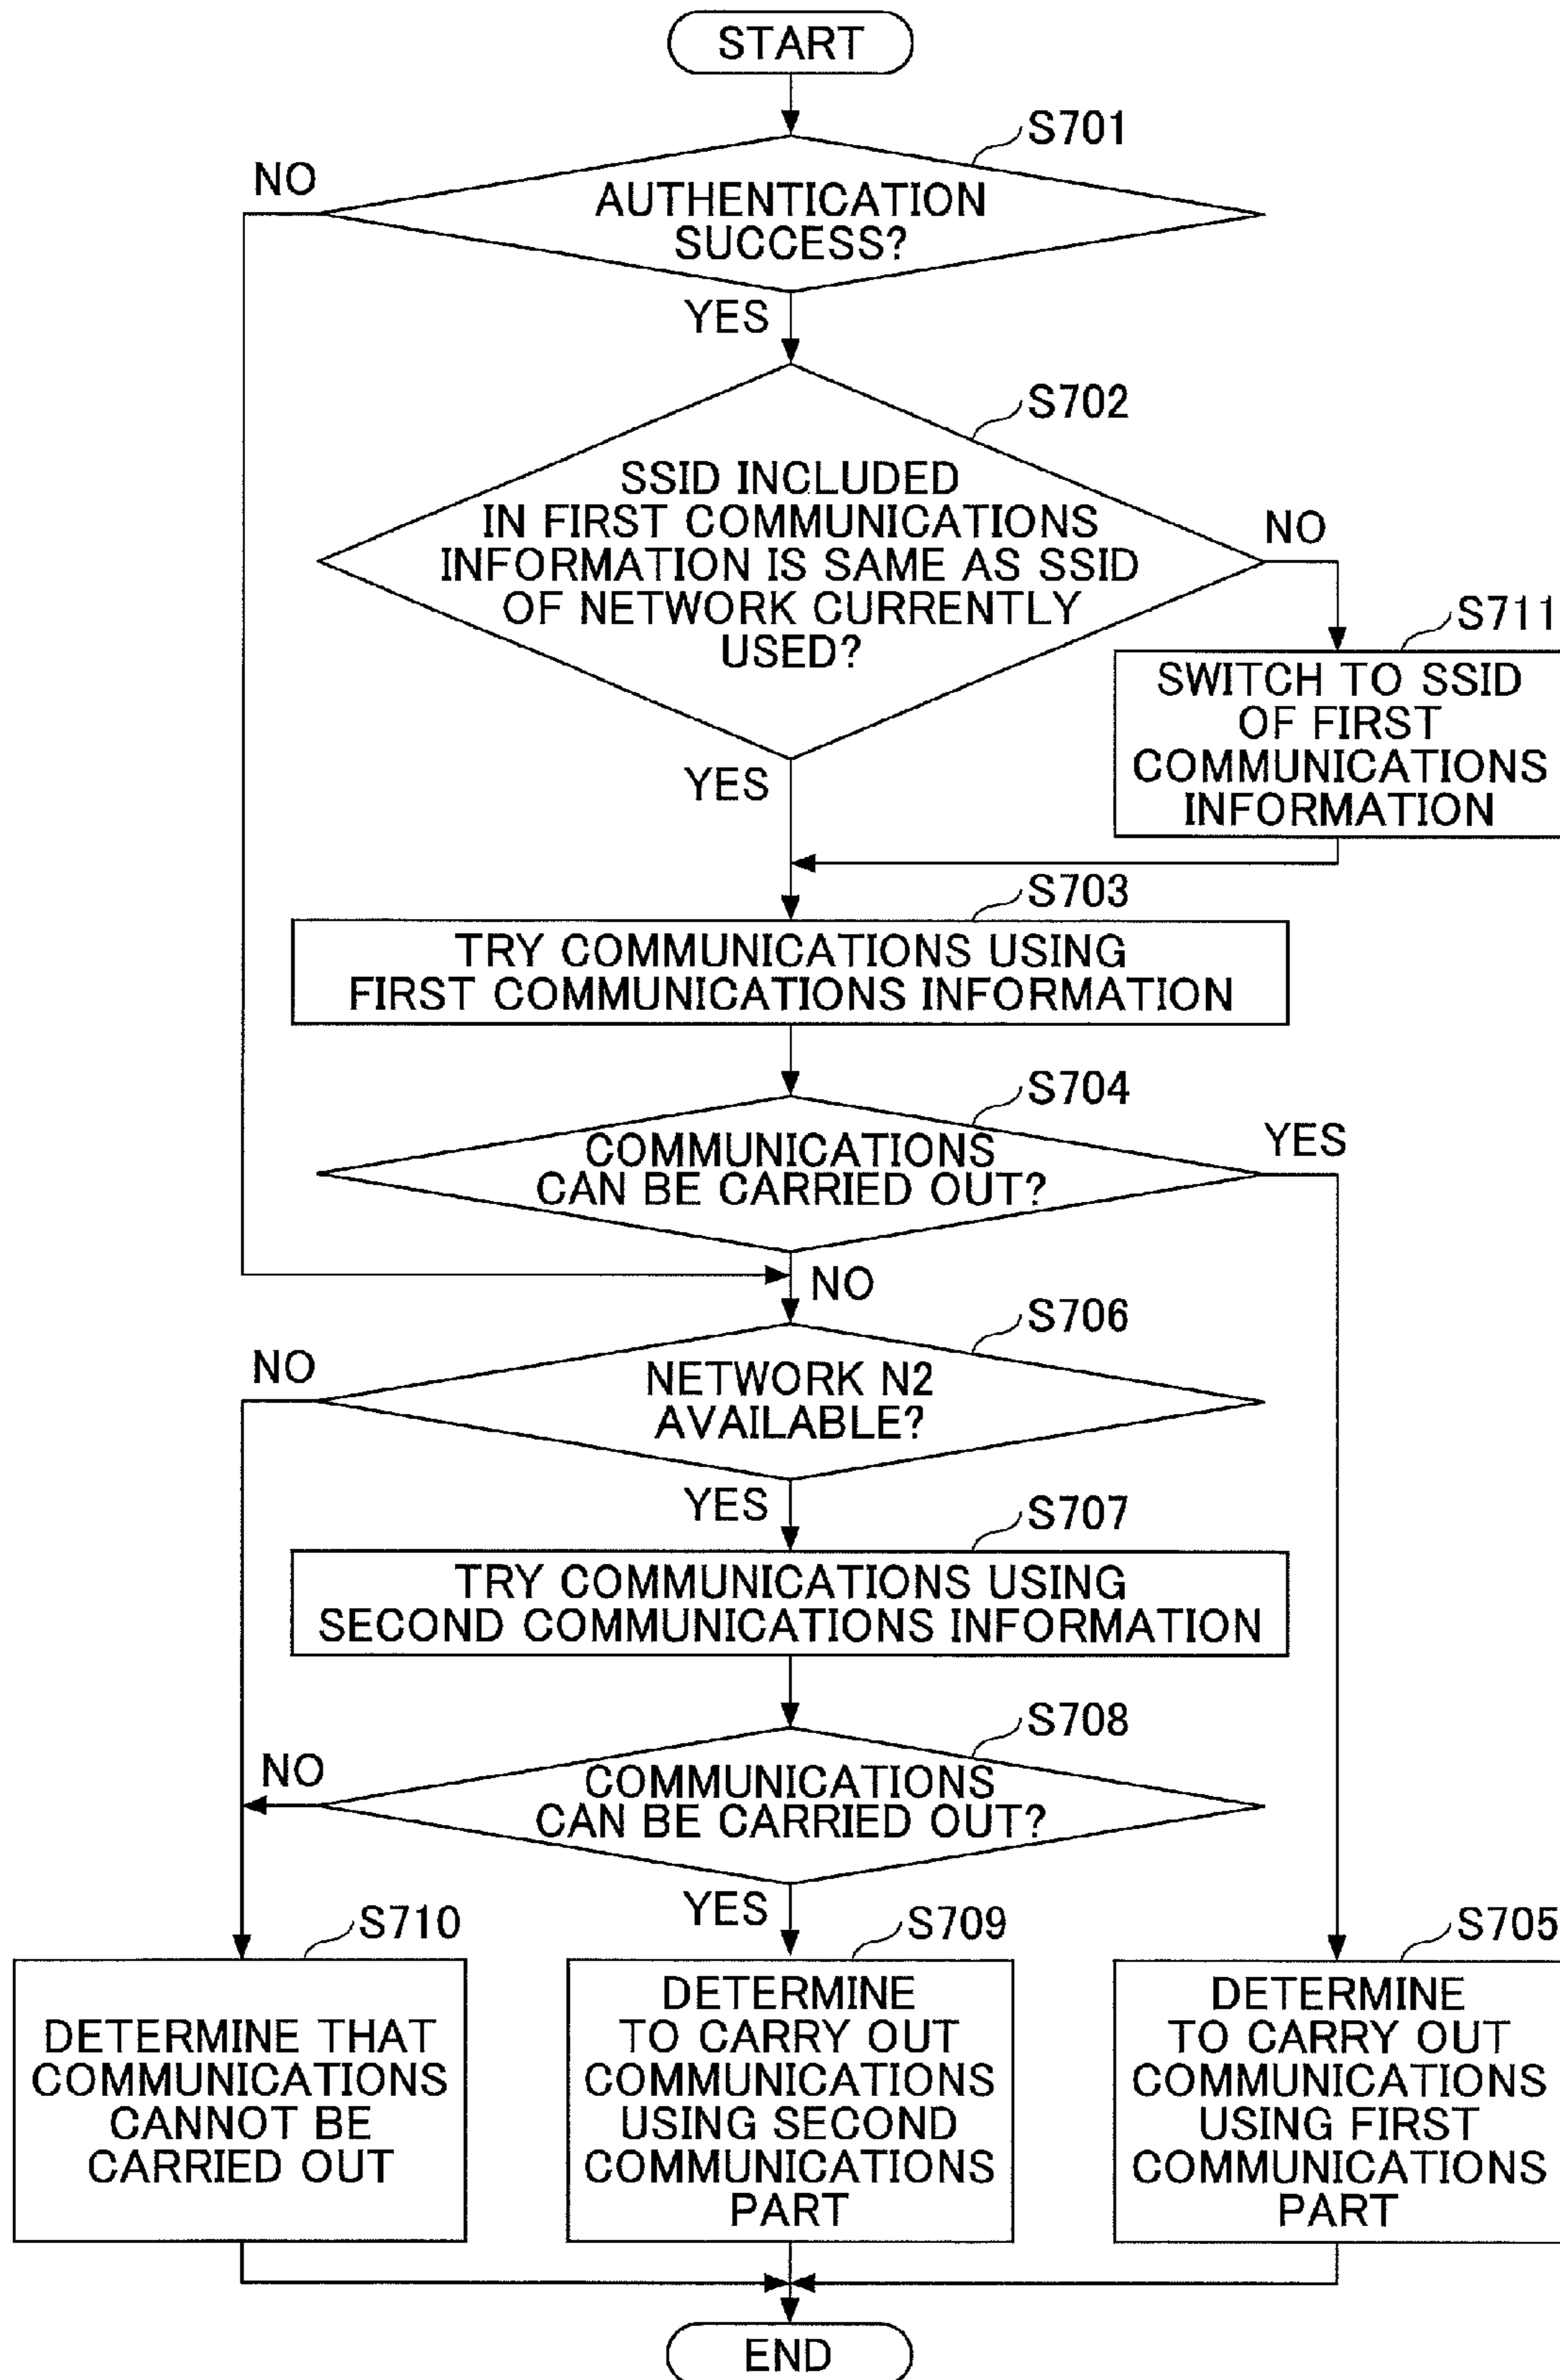 START
S701
NO
AUTHENTICATION
SUCCESS?
YES
S702
SSID INCLUDED
IN FIRST COMMUNICATIONS
INFORMATION IS SAME AS SSID
OF NETWORK CURRENTLY
USED?
NO
S711
SWITCH TO SSID
OF FIRST
COMMUNICATIONS
INFORMATION
YES
S703
TRY COMMUNICATIONS USING
FIRST COMMUNICATIONS INFORMATION
S704
COMMUNICATIONS
CAN BE CARRIED OUT?
YES
NO
S706
NO
NETWORK N2
AVAILABLE?
YES
S707
TRY COMMUNICATIONS USING
SECOND COMMUNICATIONS INFORMATION
S708
NO
COMMUNICATIONS
CAN BE CARRIED OUT?
YES
S710
DETERMINE THAT
COMMUNICATIONS
CANNOT BE
CARRIED OUT
S709
DETERMINE
TO CARRY OUT
COMMUNICATIONS
USING SECOND
COMMUNICATIONS
PART
S705
DETERMINE
TO CARRY OUT
COMMUNICATIONS
USING FIRST
COMMUNICATIONS
PART
END